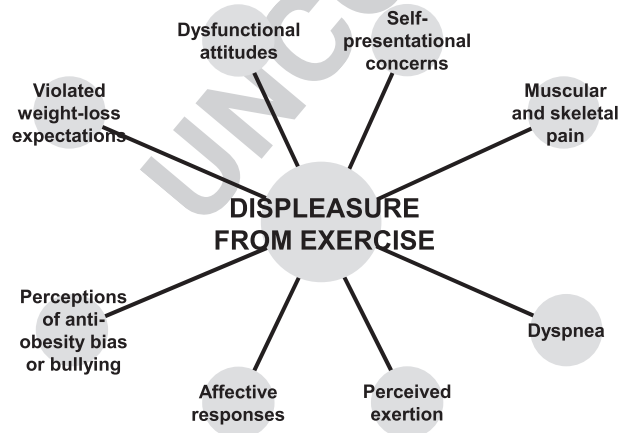 Dysfunctional
attitudes
Self-
presentational
concerns
Violated
weight-loss
expectations
Muscular
and skeletal
pain
DISPLEASURE
FROM EXERCISE
Perceptions
of anti-
obesity bias
or bullying
Dyspnea
Affective
responses
Perceived
exertion